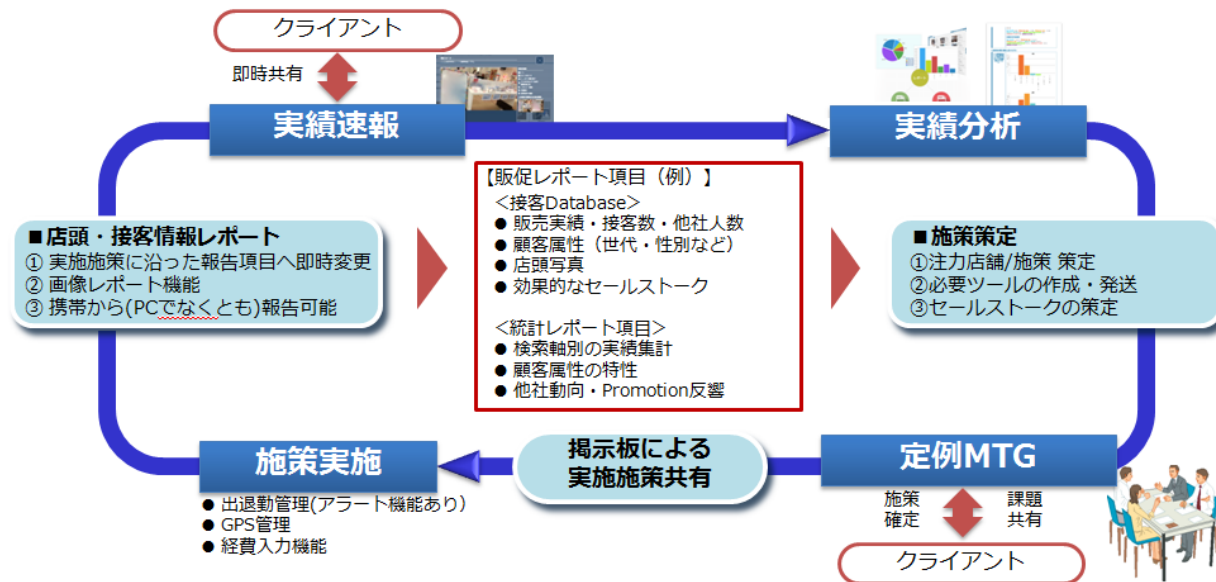 クライアント
即時共有
実績速報
実績分析
■店頭・接客情報レポート
① 実施施策に沿った報告項目へ即時変更
② 画像レポート機能
③ 携帯から(PCでなくとも)報告可能
【販促レポート項目（例）】
<接客Database>
● 販売実績・接客数・他社人数
● 顧客属性（世代・性別など）
● 店頭写真
● 効果的なセールストーク
<統計レポート項目>
● 検索軸別の実績集計
● 顧客属性の特性
● 他社動向・Promotion反響
■施策策定
①注力店舗/施策 策定
②必要ツールの作成・発送
③セールストークの策定
施策実施
掲示板による
実施施策共有
定例MTG
● 出退勤管理(アラート機能あり）
● GPS管理
● 経費入力機能
施策
確定
課題
共有
クライアント